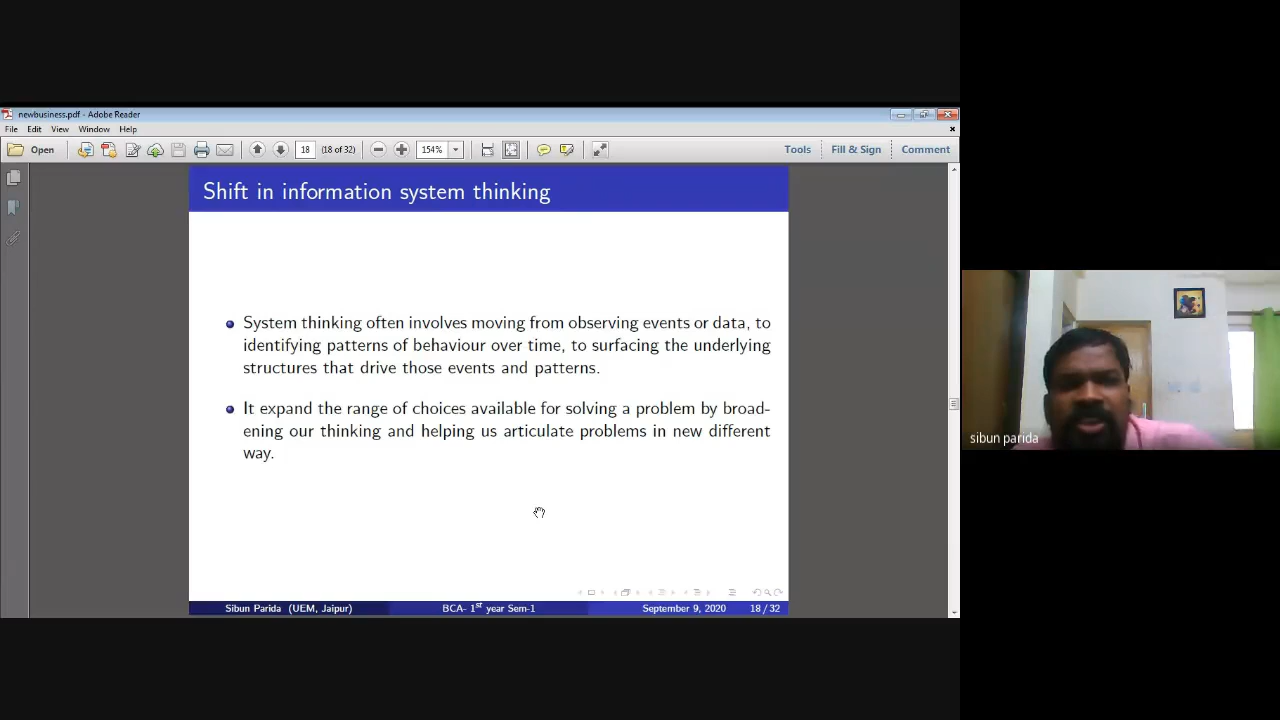 newbusiness.pdf - Adobe Reader
File Edit View Window Help
Open 18 (18 of 32) 154% Tools Fill & Sign Comment
Shift in information system thinking
System thinking often involves moving from observing events or data, to
identifying patterns of behaviour over time, to surfacing the underlying
structures that drive those events and patterns.
It expand the range of choices available for solving a problem by broad-
ening our thinking and helping us articulate problems in new different
way.
Sibun Parida (UEM, Jaipur) BCA- 1st year Sem-1 September 9, 2020 18 / 32
sibun parida